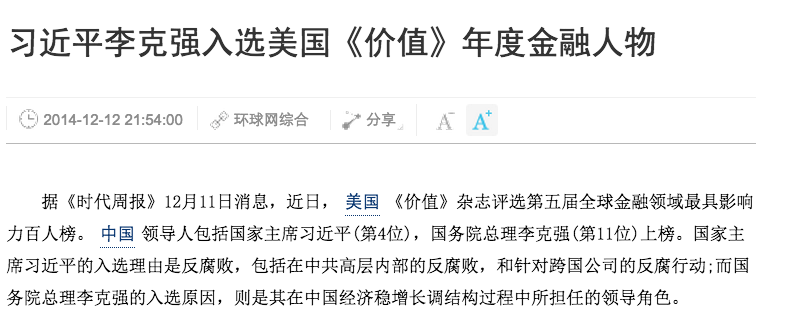 习近平李克强入选美国《价值》年度金融人物
2014-12-12 21:54:00 环球网综合 分享 A- A+
据《时代周报》12月11日消息，近日， 美国 《价值》杂志评选第五届全球金融领域最具影响
力百人榜。 中国 领导人包括国家主席习近平(第4位)，国务院总理李克强(第11位)上榜。国家主
席习近平的入选理由是反腐败，包括在中共高层内部的反腐败，和针对跨国公司的反腐行动;而国
务院总理李克强的入选原因，则是其在中国经济稳增长调结构过程中所担任的领导角色。